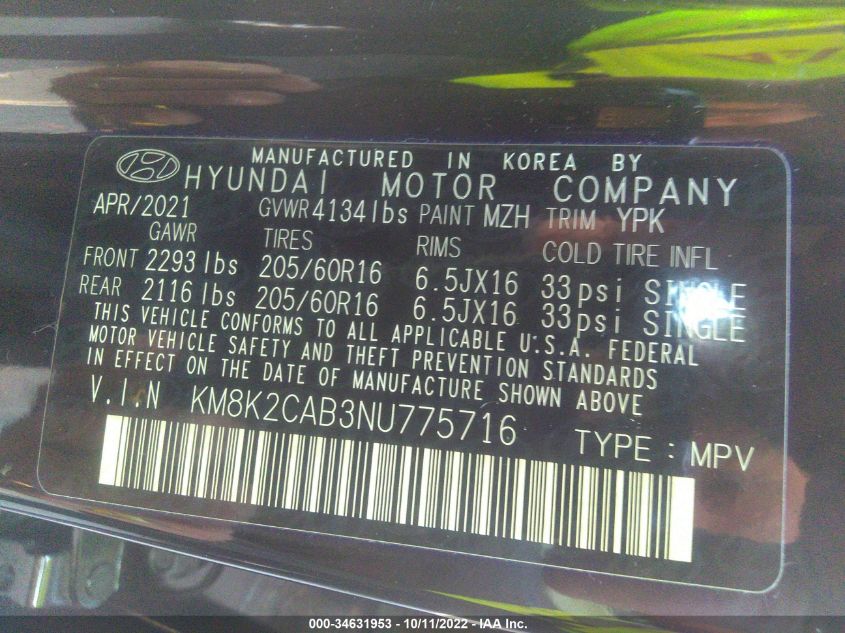 MANUFACTURED IN KOREA BY
HYUNDAI MOTOR COMPANY
APR/2021 GVWR 4134 lbs PAINT MZH TRIM YPK
GAWR TIRES RIMS COLD TIRE INFL
FRONT 2293 lbs 205/60R16 6.5JX16 33psi SINGLE
REAR 2116 lbs 205/60R16 6.5JX16 33psi SINGLE
THIS VEHICLE CONFORMS TO ALL APPLICABLE U.S.A. FEDERAL
MOTOR VEHICLE SAFETY AND THEFT PREVENTION STANDARDS
IN EFFECT ON THE DATE OF MANUFACTURE SHOWN ABOVE
V.I.N KM8K2CAB3NU775716
TYPE : MPV
000-34631953 - 10/11/2022 - IAA Inc.